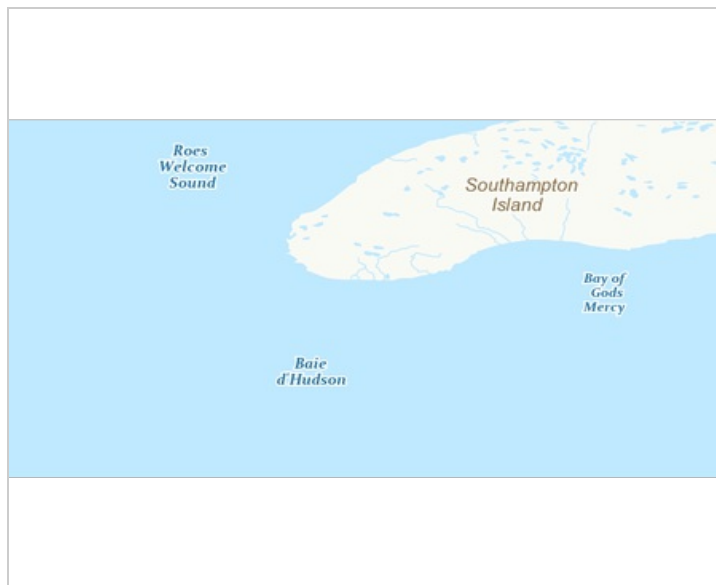 Roes
Welcome
Sound
Southampton
Island
Bay of
Gods
Mercy
Baie
d'Hudson